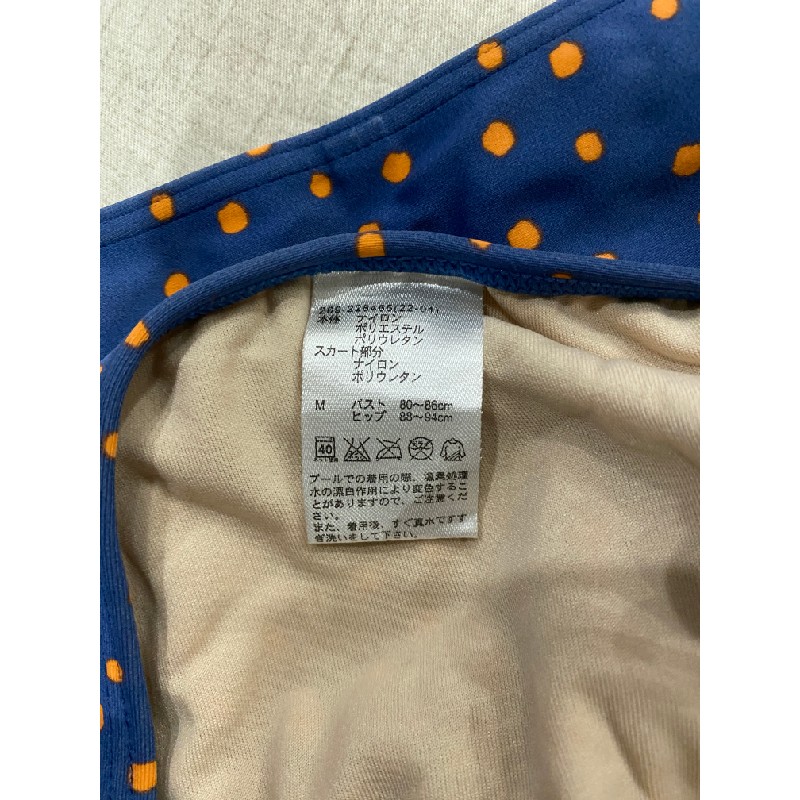 本体 ナイロン
ポリエステル
ポリウレタン
スカート部分
ナイロン
ポリウレタン
M バスト 80～86cm
ヒップ 88～94cm
40
プールでの着用の際、塩素処理
水の漂白作用により変色するこ
とがありますので、ご注意くだ
さい。
また、着用後、すぐ真水ですす
ぎ洗いをして下さい。